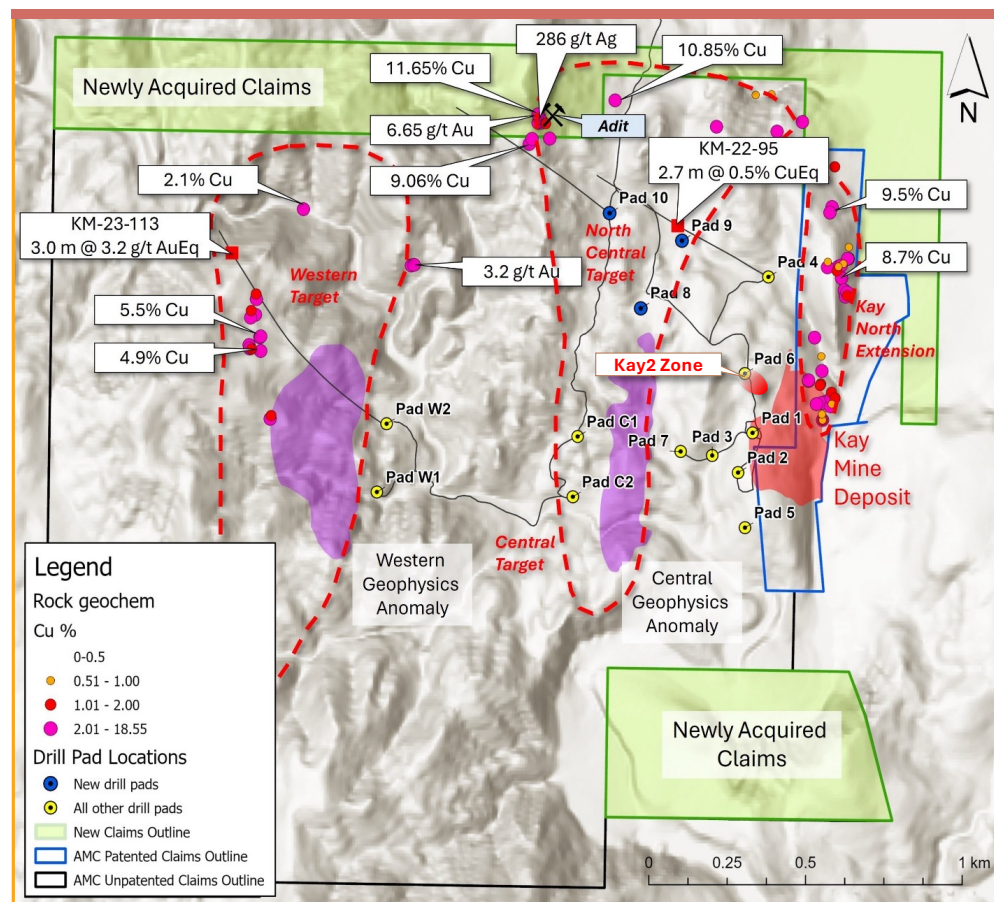 286 g/t Ag
11.65% Cu
10.85% Cu
Newly Acquired Claims
N
6.65 g/t Au
Adit
KM-22-95
2.7 m @ 0.5% CuEq
2.1% Cu
9.06% Cu
9.5% Cu
Pad 10
KM-23-113
3.0 m @ 3.2 g/t AuEq
North
Central
Target
Pad 9
8.7% Cu
Western
Target
3.2 g/t Au
Pad 4
Pad 8
5.5% Cu
Kay
North
Extension
4.9% Cu
Kay2 Zone
Pad 6
Pad W2
Pad C1
Pad 7
Pad 3
Pad 1
Pad 2
Kay
Mine
Deposit
Pad W1
Pad C2
Pad 5
Central
Target
Western
Geophysics
Anomaly
Central
Geophysics
Anomaly
Legend
Rock geochem
Cu %
0-0.5
0.51 - 1.00
1.01 - 2.00
2.01 - 18.55
Drill Pad Locations
New drill pads
All other drill pads
New Claims Outline
AMC Patented Claims Outline
AMC Unpatented Claims Outline
Newly Acquired
Claims
0 0.25 0.5 1 km